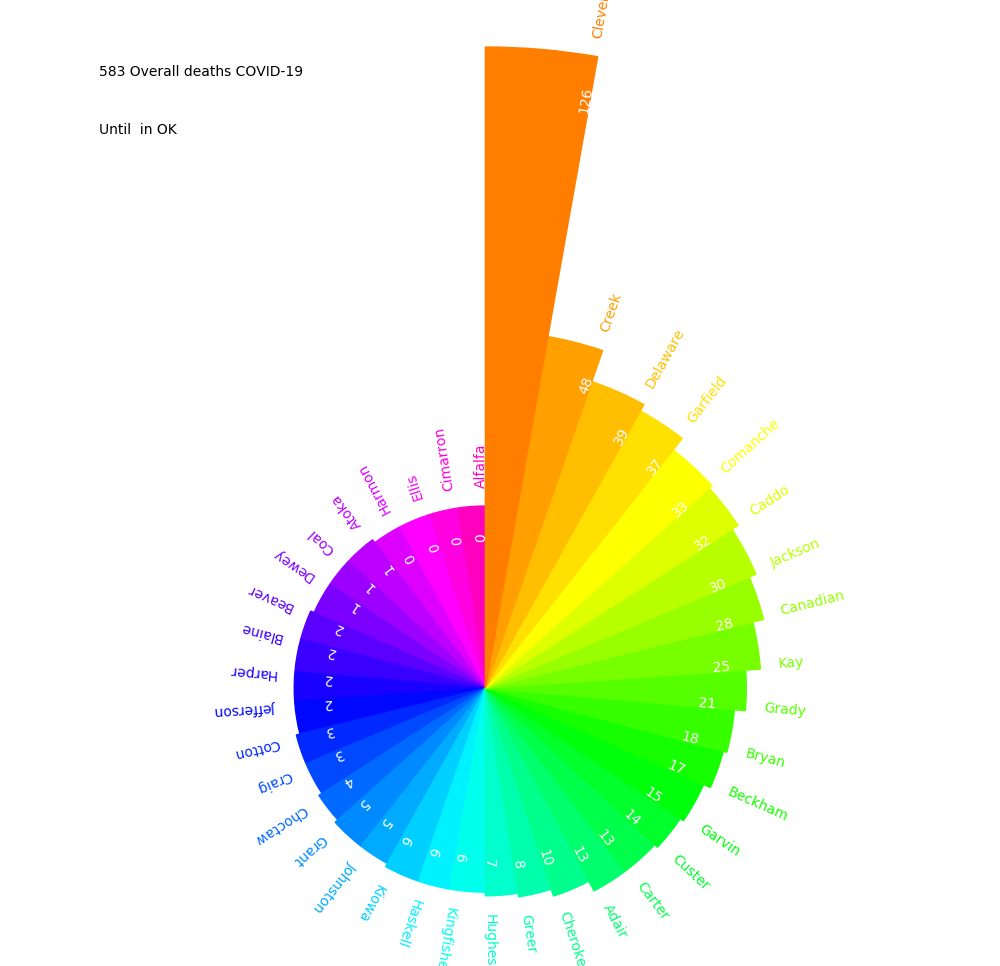 583 Overall deaths COVID-19
Until  in OK
Cleve
126
Creek
48
Delaware
39
Garfield
37
Comanche
33
Caddo
32
Jackson
30
Canadian
28
Kay
25
Grady
21
Bryan
18
Beckham
17
Garvin
15
Custer
14
Carter
13
Adair
13
Cheroke
10
Greer
8
Hughes
7
Kingfishe
6
Haskell
6
Kiowa
6
Johnston
5
Grant
5
Choctaw
4
Craig
3
Cotton
3
Jefferson
2
Harper
2
Blaine
2
Beaver
2
Dewey
1
Coal
1
Atoka
1
Harmon
0
Ellis
0
Cimarron
0
Alfalfa
0